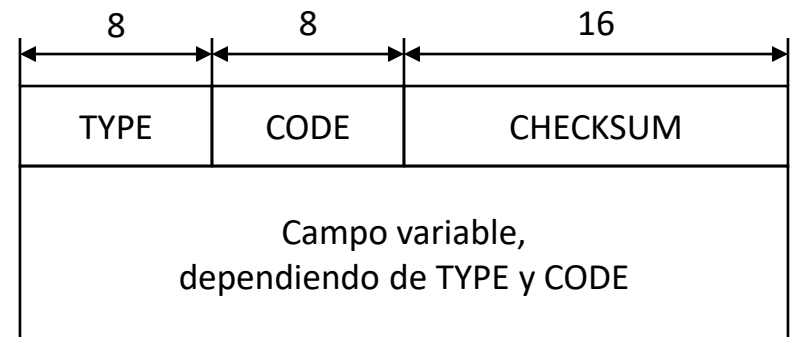 8 8 16
TYPE CODE CHECKSUM
Campo variable,
dependiendo de TYPE y CODE